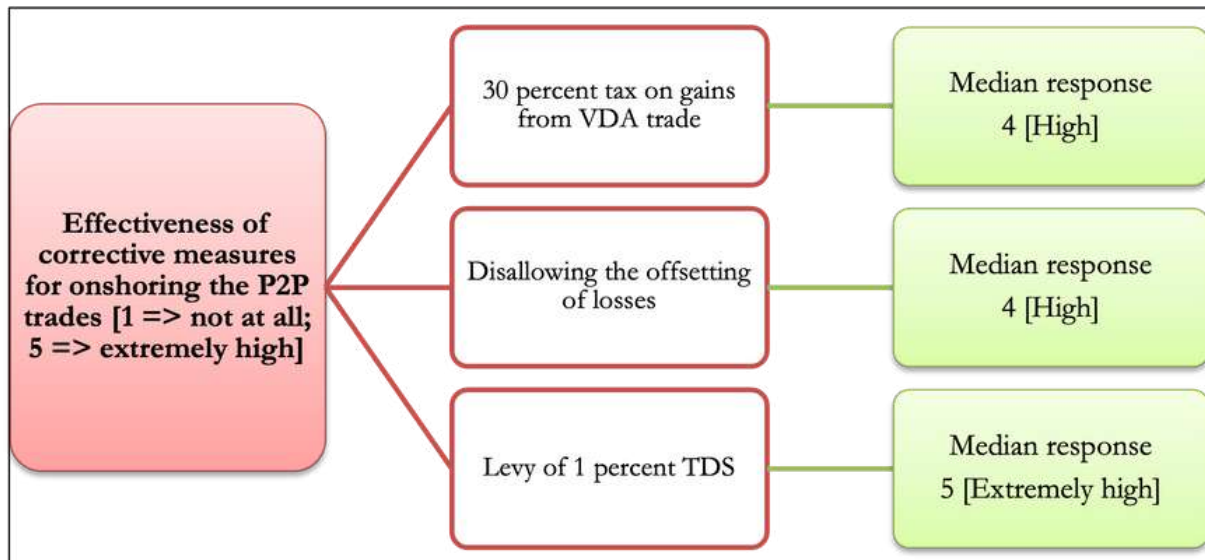 Effectiveness of
corrective measures
for onshoring the P2P
trades [1 => not at all;
5 => extremely high]
30 percent tax on gains
from VDA trade
Median response
4 [High]
Disallowing the offsetting
of losses
Median response
4 [High]
Levy of 1 percent TDS
Median response
5 [Extremely high]